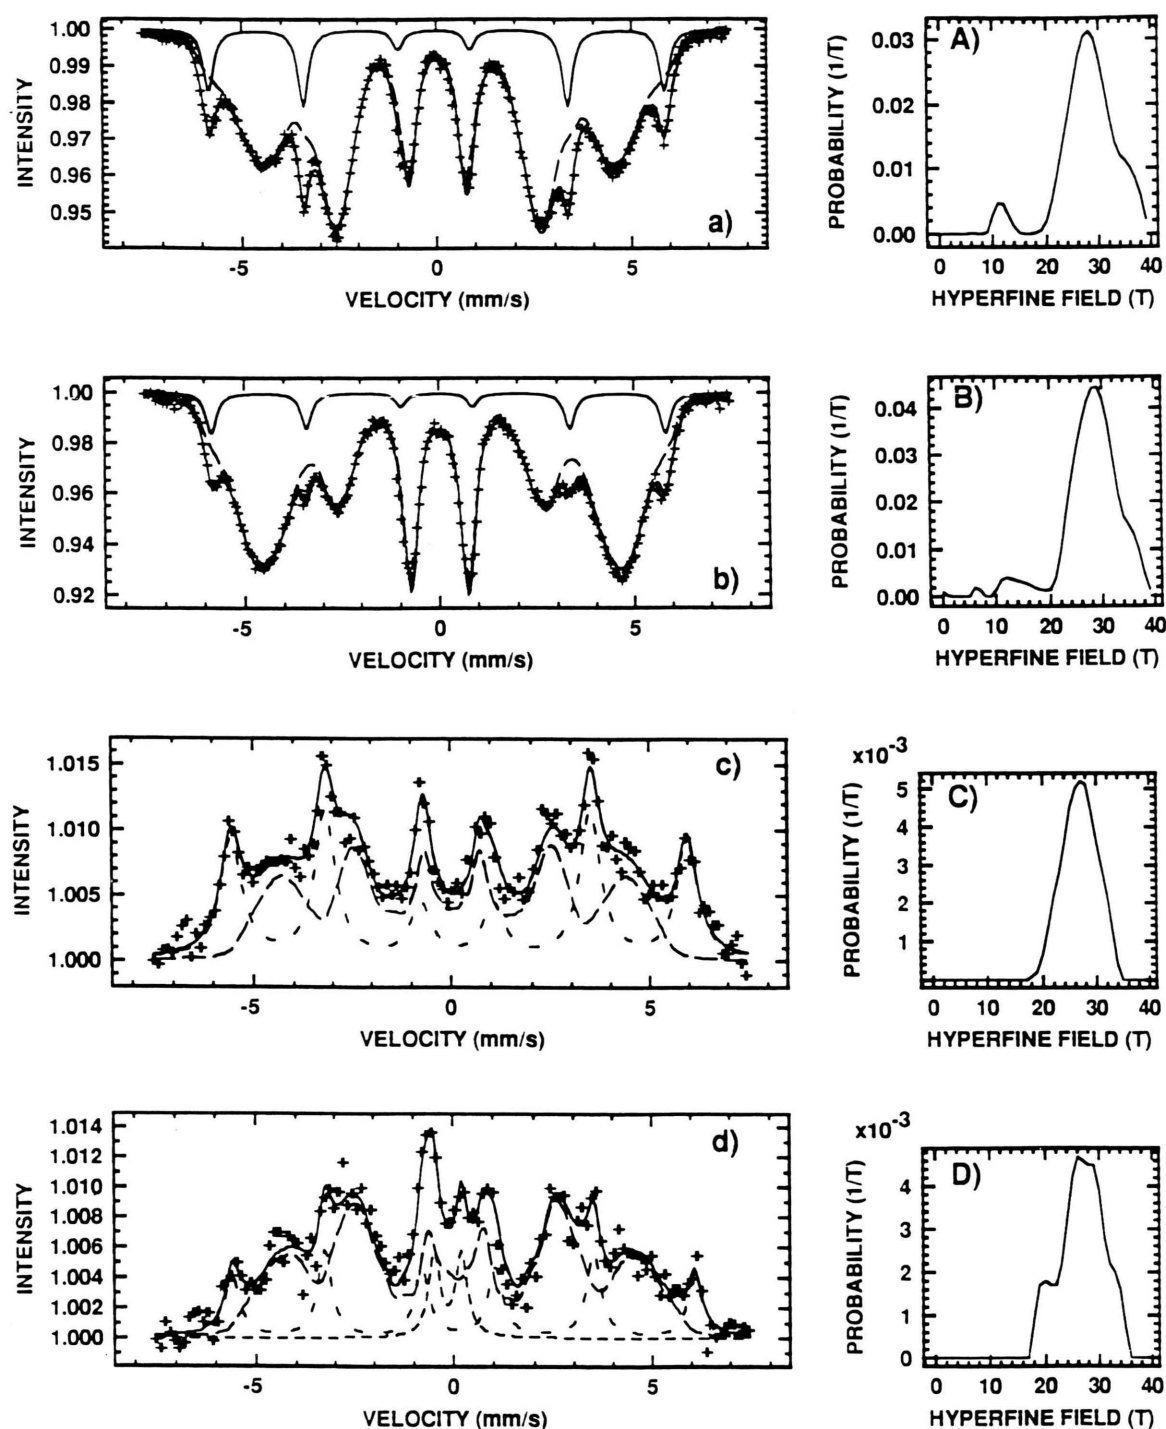 1.00
0.99
0.98
0.97
0.96
0.95
INTENSITY
a)
-5 0 5
VELOCITY (mm/s)
A)
0.03
0.02
0.01
0.00
PROBABILITY (1/T)
0 10 20 30 40
HYPERFINE FIELD (T)
1.00
0.98
0.96
0.94
0.92
INTENSITY
b)
-5 0 5
VELOCITY (mm/s)
B)
0.04
0.03
0.02
0.01
0.00
PROBABILITY (1/T)
0 10 20 30 40
HYPERFINE FIELD (T)
1.015
1.010
1.005
1.000
INTENSITY
c)
-5 0 5
VELOCITY (mm/s)
x10-3
C)
5
4
3
2
1
PROBABILITY (1/T)
0 10 20 30 40
HYPERFINE FIELD (T)
1.014
1.012
1.010
1.008
1.006
1.004
1.002
1.000
INTENSITY
d)
-5 0 5
VELOCITY (mm/s)
x10-3
D)
4
3
2
1
0
PROBABILITY (1/T)
0 10 20 30 40
HYPERFINE FIELD (T)